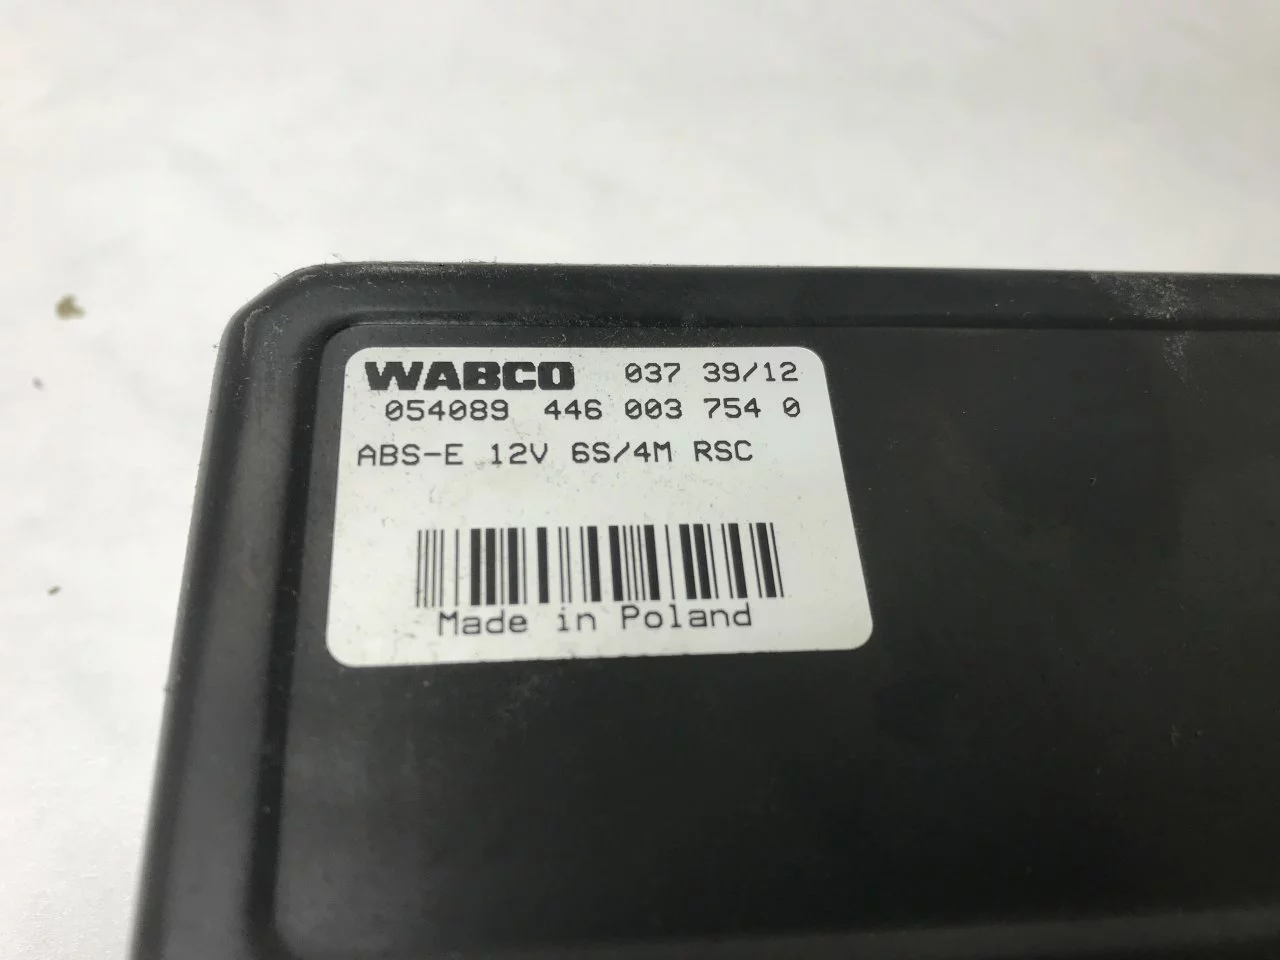 WABCO 037 39/12
054089 446 003 754 0
ABS-E 12V 6S/4M RSC
Made in Poland